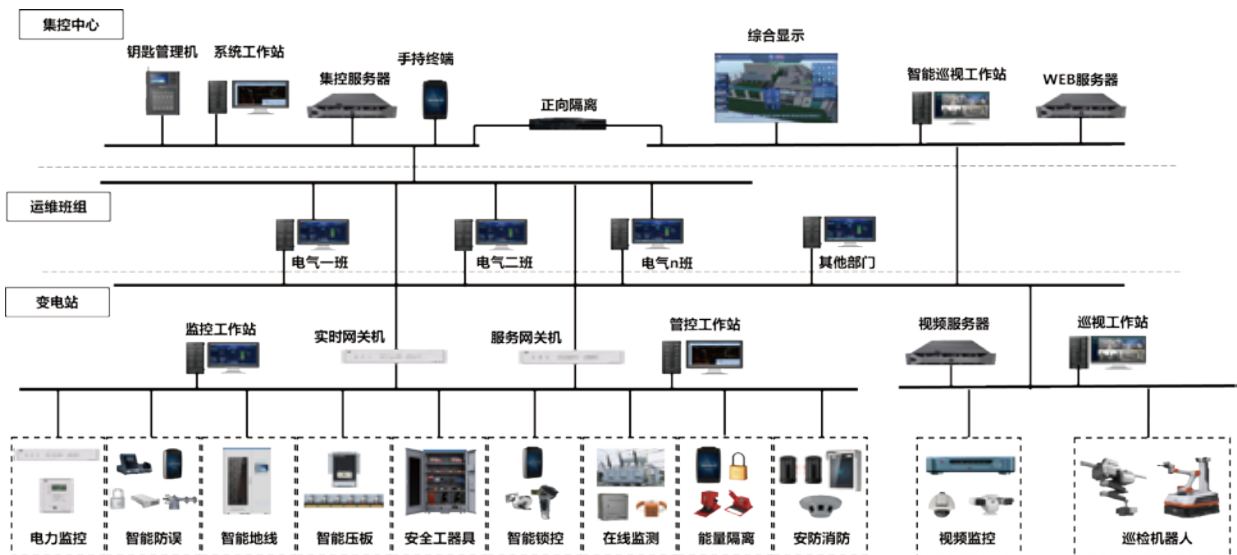 集控中心
钥匙管理机
系统工作站
集控服务器
手持终端
正向隔离
综合显示
智能巡视工作站
WEB服务器
运维班组
电气一班
电气二班
电气n班
其他部门
变电站
监控工作站
实时网关机
服务网关机
管控工作站
视频服务器
巡视工作站
电力监控
智能防误
智能地线
智能压板
安全工器具
智能锁控
在线监测
能量隔离
安防消防
视频监控
巡检机器人